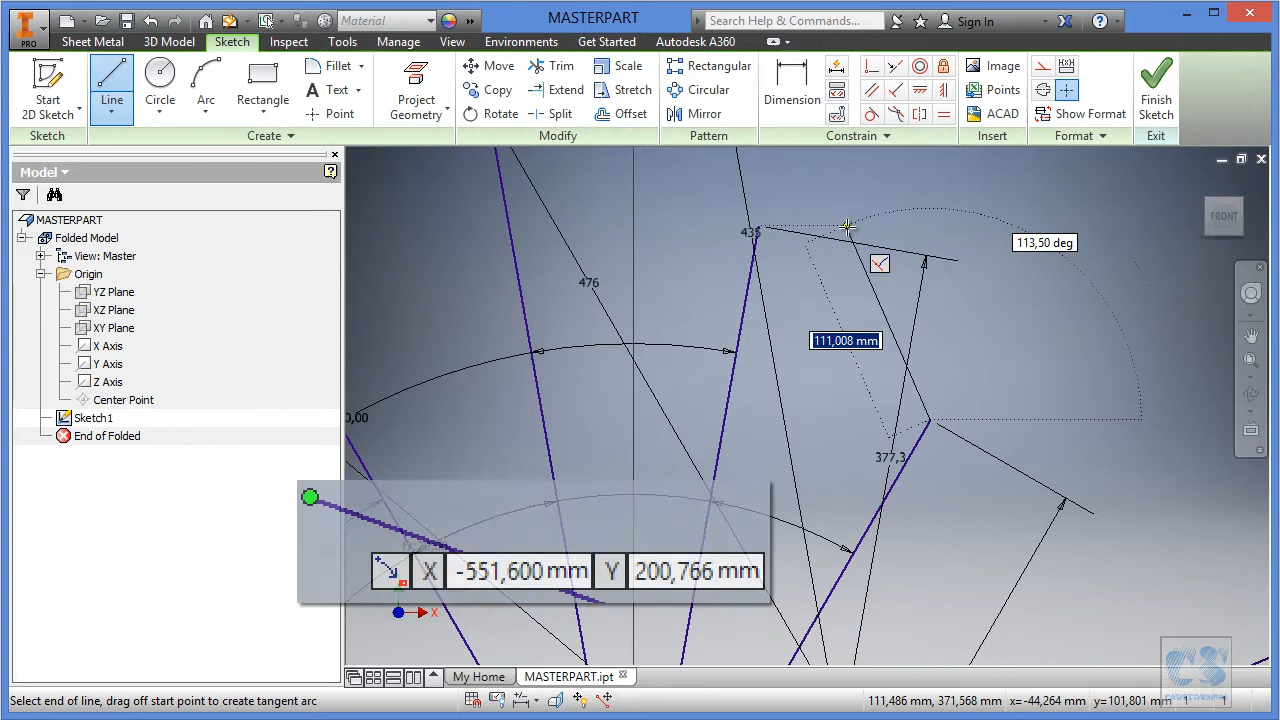 MASTERPART
Material
Search Help & Commands...
Sign In
PRO
Sheet Metal
3D Model
Sketch
Inspect
Tools
Manage
View
Environments
Get Started
Autodesk A360
Start
2D Sketch
Line
Circle
Arc
Rectangle
Fillet
Text
Point
Project
Geometry
Move
Trim
Scale
Copy
Extend
Stretch
Rotate
Split
Offset
Rectangular
Circular
Mirror
Dimension
Image
Points
ACAD
Show Format
Finish
Sketch
Sketch
Create
Modify
Pattern
Constrain
Insert
Format
Exit
Model
MASTERPART
Folded Model
View: Master
Origin
YZ Plane
XZ Plane
XY Plane
X Axis
Y Axis
Z Axis
Center Point
Sketch1
End of Folded
FRONT
435
113,50 deg
476
111,008 mm
0,00
377,3
X -551,600 mm Y 200,766 mm
X
My Home
MASTERPART.ipt
Select end of line, drag off start point to create tangent arc
111,486 mm, 371,568 mm x=-44,264 mm y=101,801 mm 1 1
CS